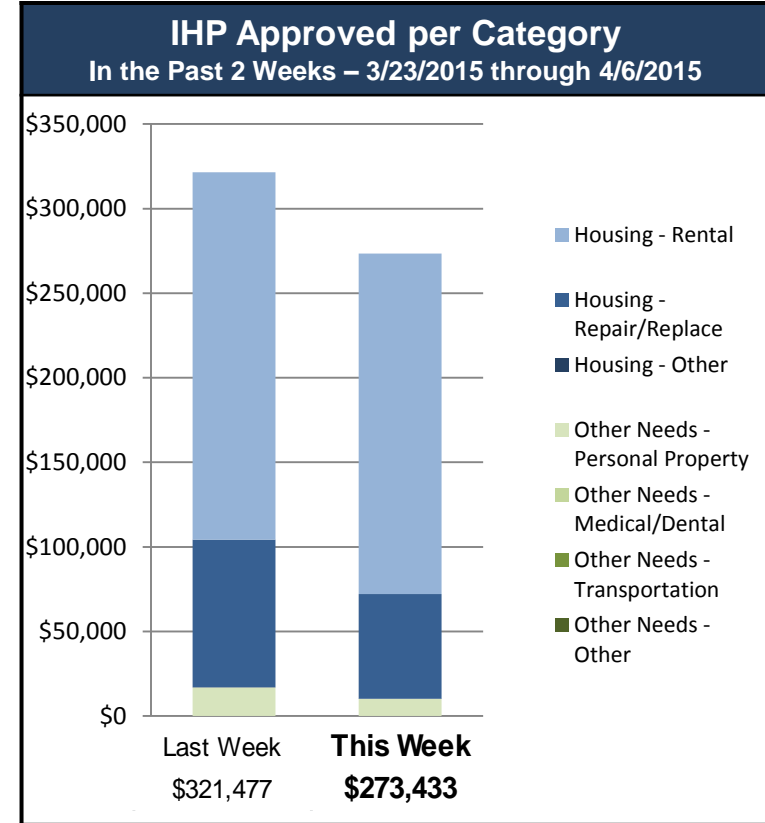 IHP Approved per Category
In the Past 2 Weeks – 3/23/2015 through 4/6/2015
$350,000
$300,000
$250,000
$200,000
$150,000
$100,000
$50,000
$0
Last Week
This Week
$321,477
$273,433
Housing - Rental
Housing -
Repair/Replace
Housing - Other
Other Needs -
Personal Property
Other Needs -
Medical/Dental
Other Needs -
Transportation
Other Needs -
Other